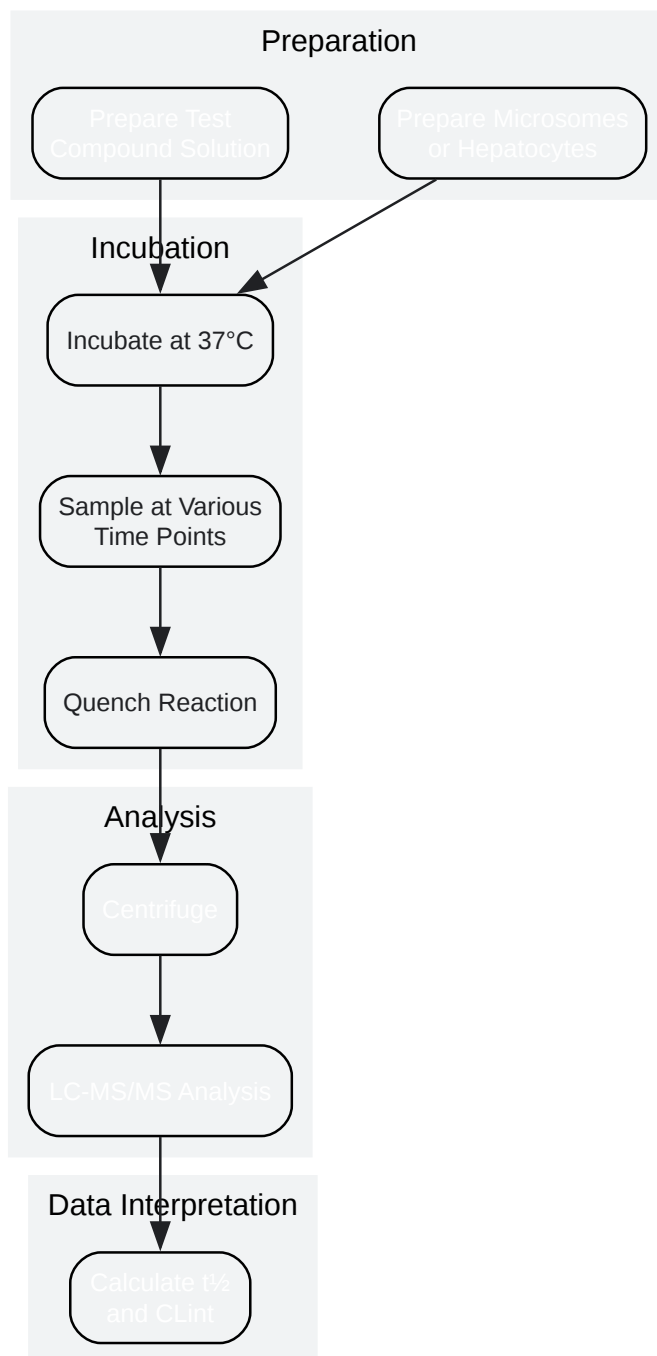 Preparation
Prepare Test
Compound Solution
Prepare Microsomes
or Hepatocytes
Incubation
Incubate at 37°C
Sample at Various
Time Points
Quench Reaction
Analysis
Centrifuge
LC-MS/MS Analysis
Data Interpretation
Calculate t½
and CLint